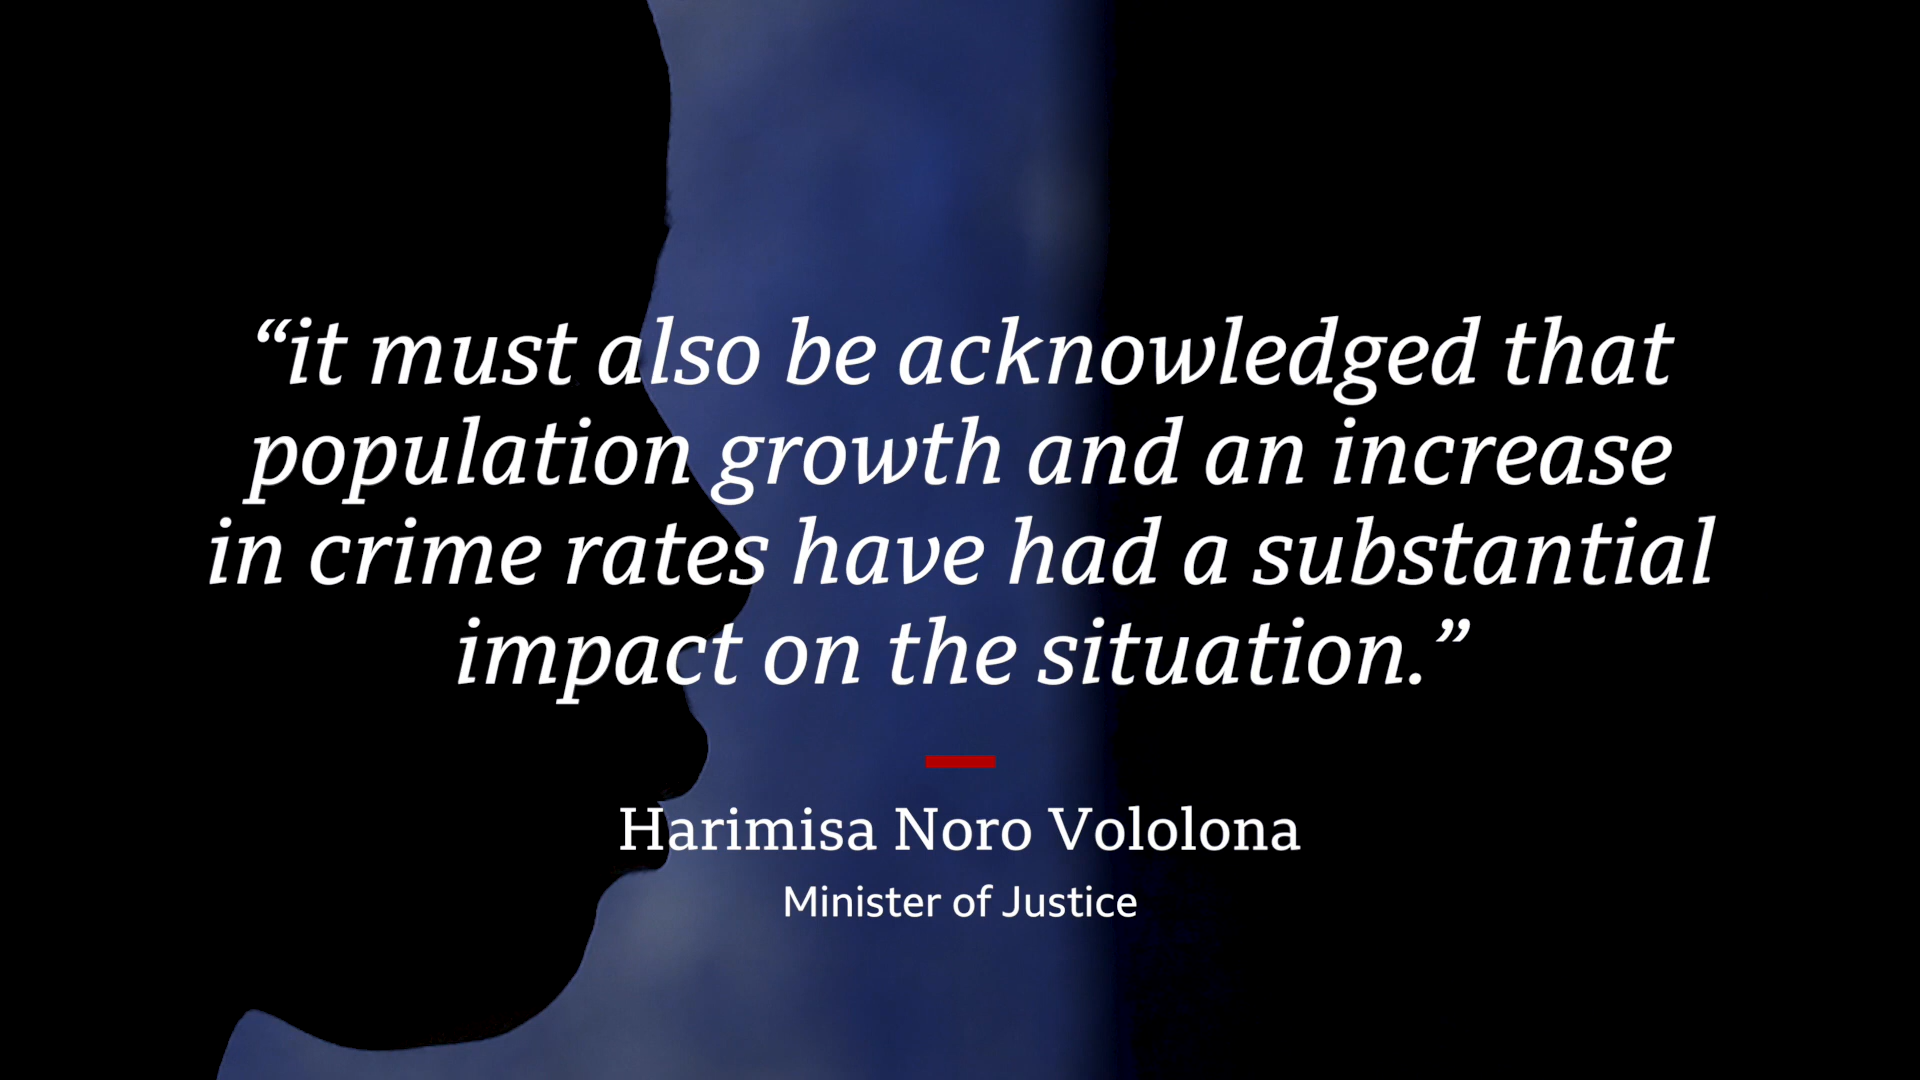 “it must also be acknowledged that
population growth and an increase
in crime rates have had a substantial
impact on the situation.”
Harimisa Noro Vololona
Minister of Justice